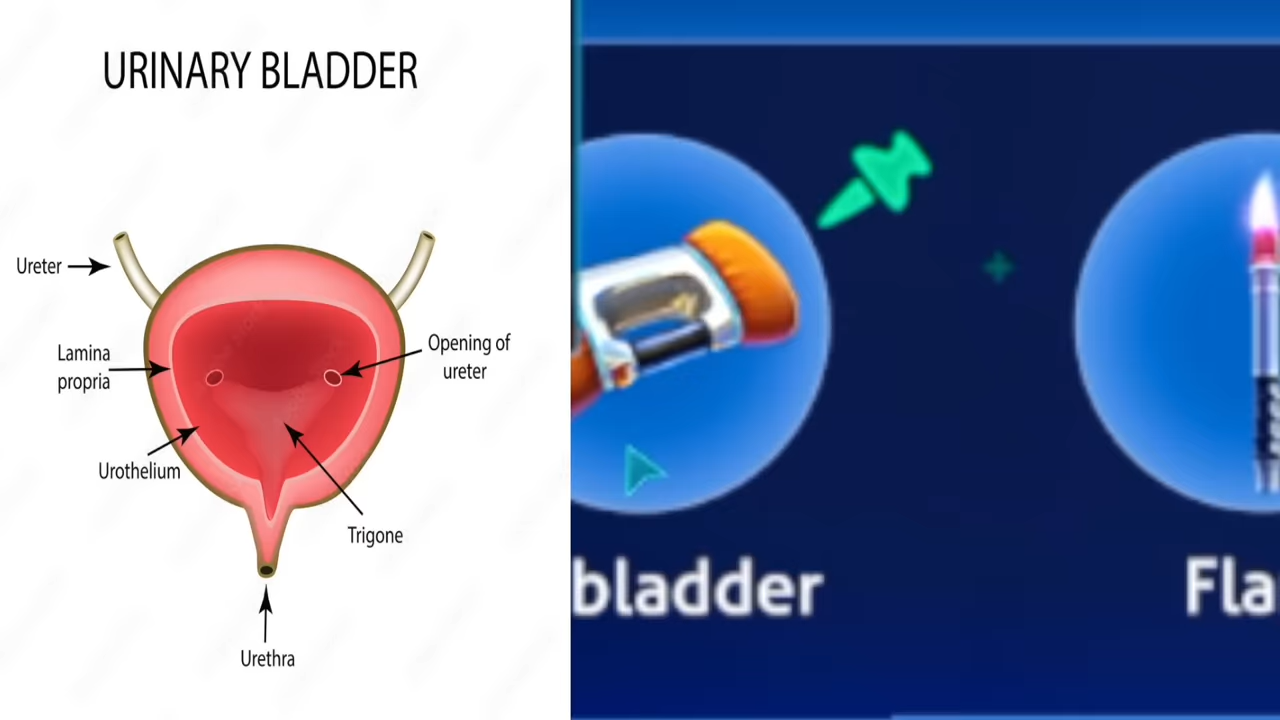 URINARY BLADDER
Ureter
Lamina
propria
Opening of
ureter
Urothelium
Trigone
Urethra
bladder
Fla